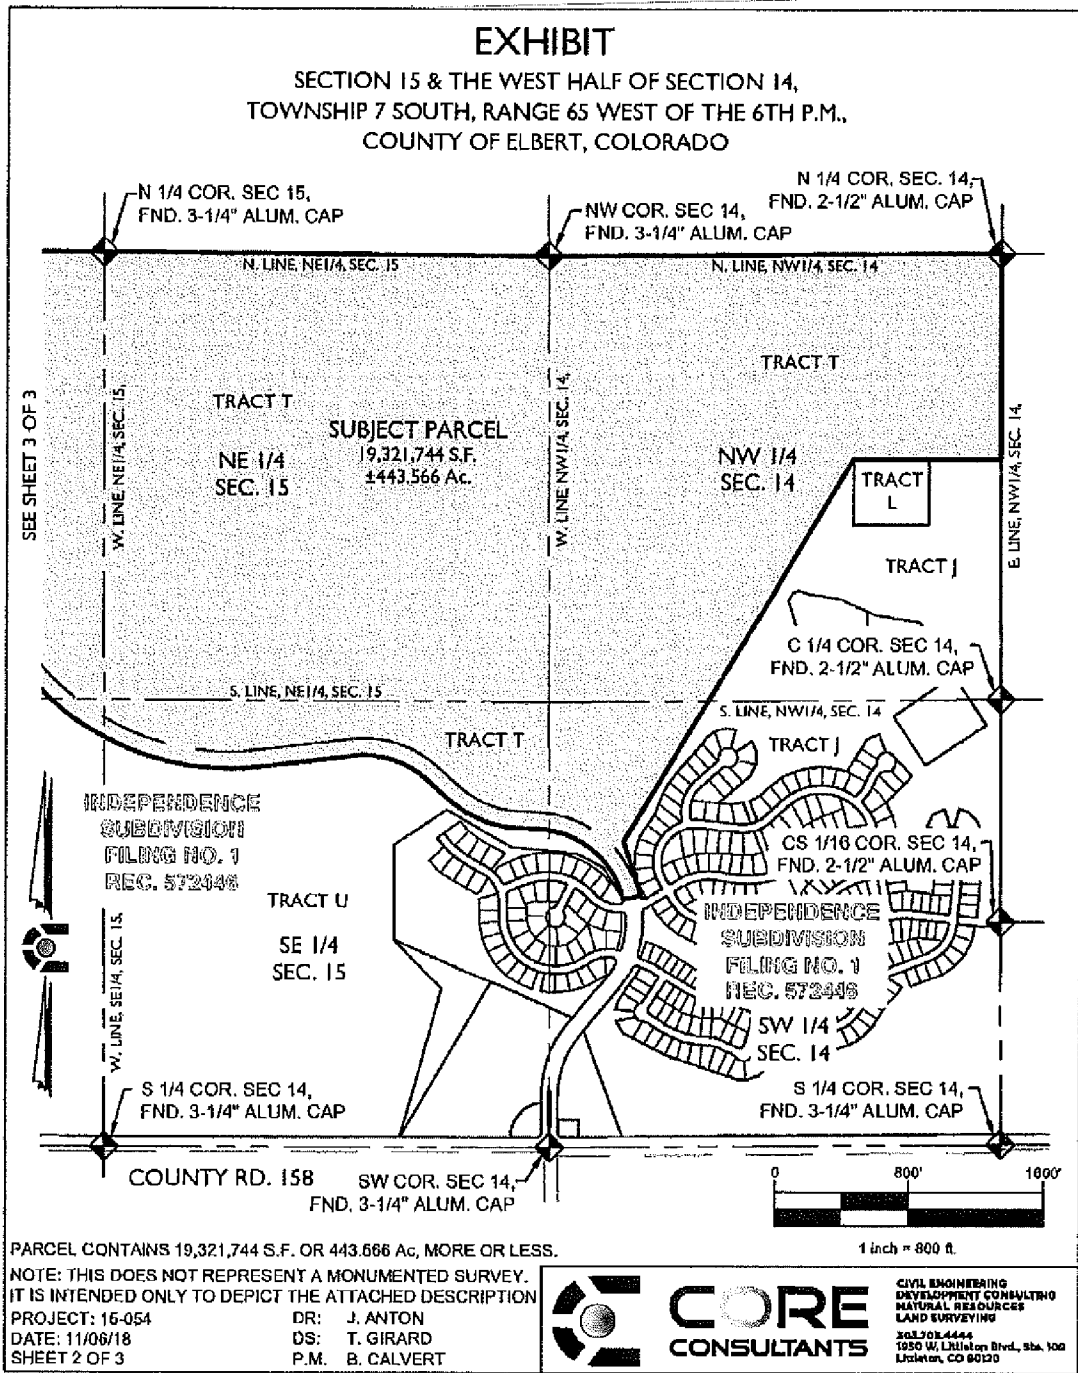 EXHIBIT
SECTION 15 & THE WEST HALF OF SECTION 14,
TOWNSHIP 7 SOUTH, RANGE 65 WEST OF THE 6TH P.M.,
COUNTY OF ELBERT, COLORADO
N 1/4 COR. SEC 15,
FND. 3-1/4" ALUM. CAP
NW COR. SEC 14,
FND. 3-1/4" ALUM. CAP
N 1/4 COR. SEC. 14,
FND. 2-1/2" ALUM. CAP
N. LINE, NE1/4, SEC. 15
N. LINE, NW1/4, SEC. 14
SEE SHEET 3 OF 3
W. LINE, NE1/4, SEC. 15,
TRACT T
SUBJECT PARCEL
19,321,744 S.F.
±443.566 Ac.
NE 1/4
SEC. 15
W. LINE, NW1/4, SEC. 14,
TRACT T
NW 1/4
SEC. 14
TRACT
L
E LINE, NW1/4, SEC. 14,
TRACT J
C 1/4 COR. SEC 14,
FND. 2-1/2" ALUM. CAP
S. LINE, NE1/4, SEC. 15
S. LINE, NW1/4, SEC. 14
TRACT T
TRACT J
INDEPENDENCE
SUBDIVISION
FILING NO. 1
REC. 572446
CS 1/16 COR. SEC 14,
FND. 2-1/2" ALUM. CAP
TRACT U
SE 1/4
SEC. 15
INDEPENDENCE
SUBDIVISION
FILING NO. 1
REC. 572446
W. LINE, SE1/4, SEC. 15,
SW 1/4
SEC. 14
S 1/4 COR. SEC 14,
FND. 3-1/4" ALUM. CAP
S 1/4 COR. SEC 14,
FND. 3-1/4" ALUM. CAP
COUNTY RD. 158
SW COR. SEC 14,
FND. 3-1/4" ALUM. CAP
0 800' 1600'
1 inch = 800 ft.
PARCEL CONTAINS 19,321,744 S.F. OR 443.566 Ac, MORE OR LESS.
NOTE: THIS DOES NOT REPRESENT A MONUMENTED SURVEY.
IT IS INTENDED ONLY TO DEPICT THE ATTACHED DESCRIPTION
PROJECT: 15-054 DR: J. ANTON
DATE: 11/06/18 DS: T. GIRARD
SHEET 2 OF 3 P.M. B. CALVERT
CORE
CONSULTANTS
CIVIL ENGINEERING
DEVELOPMENT CONSULTING
NATURAL RESOURCES
LAND SURVEYING
303.703.4444
1950 W. Littleton Blvd., Ste. 100
Littleton, CO 80120